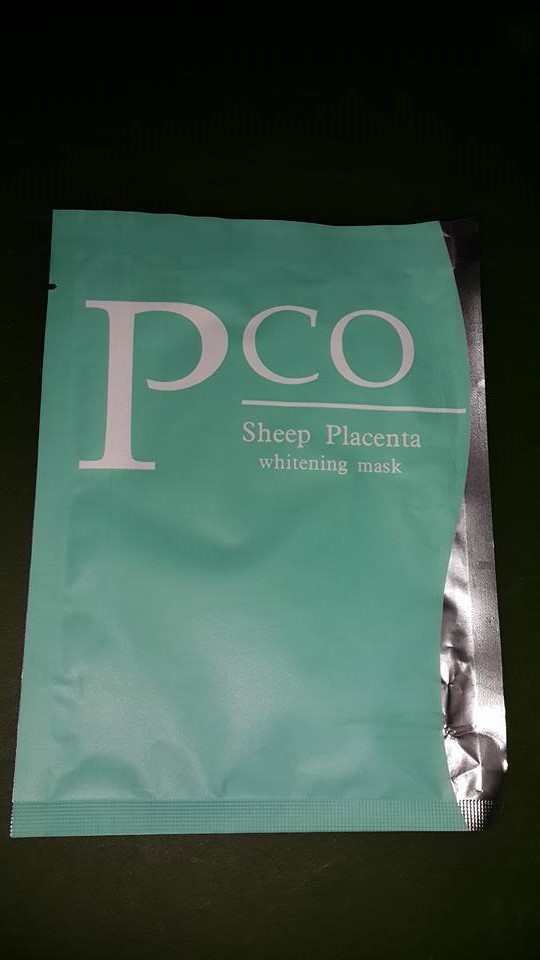 PCO
Sheep Placenta
whitening mask